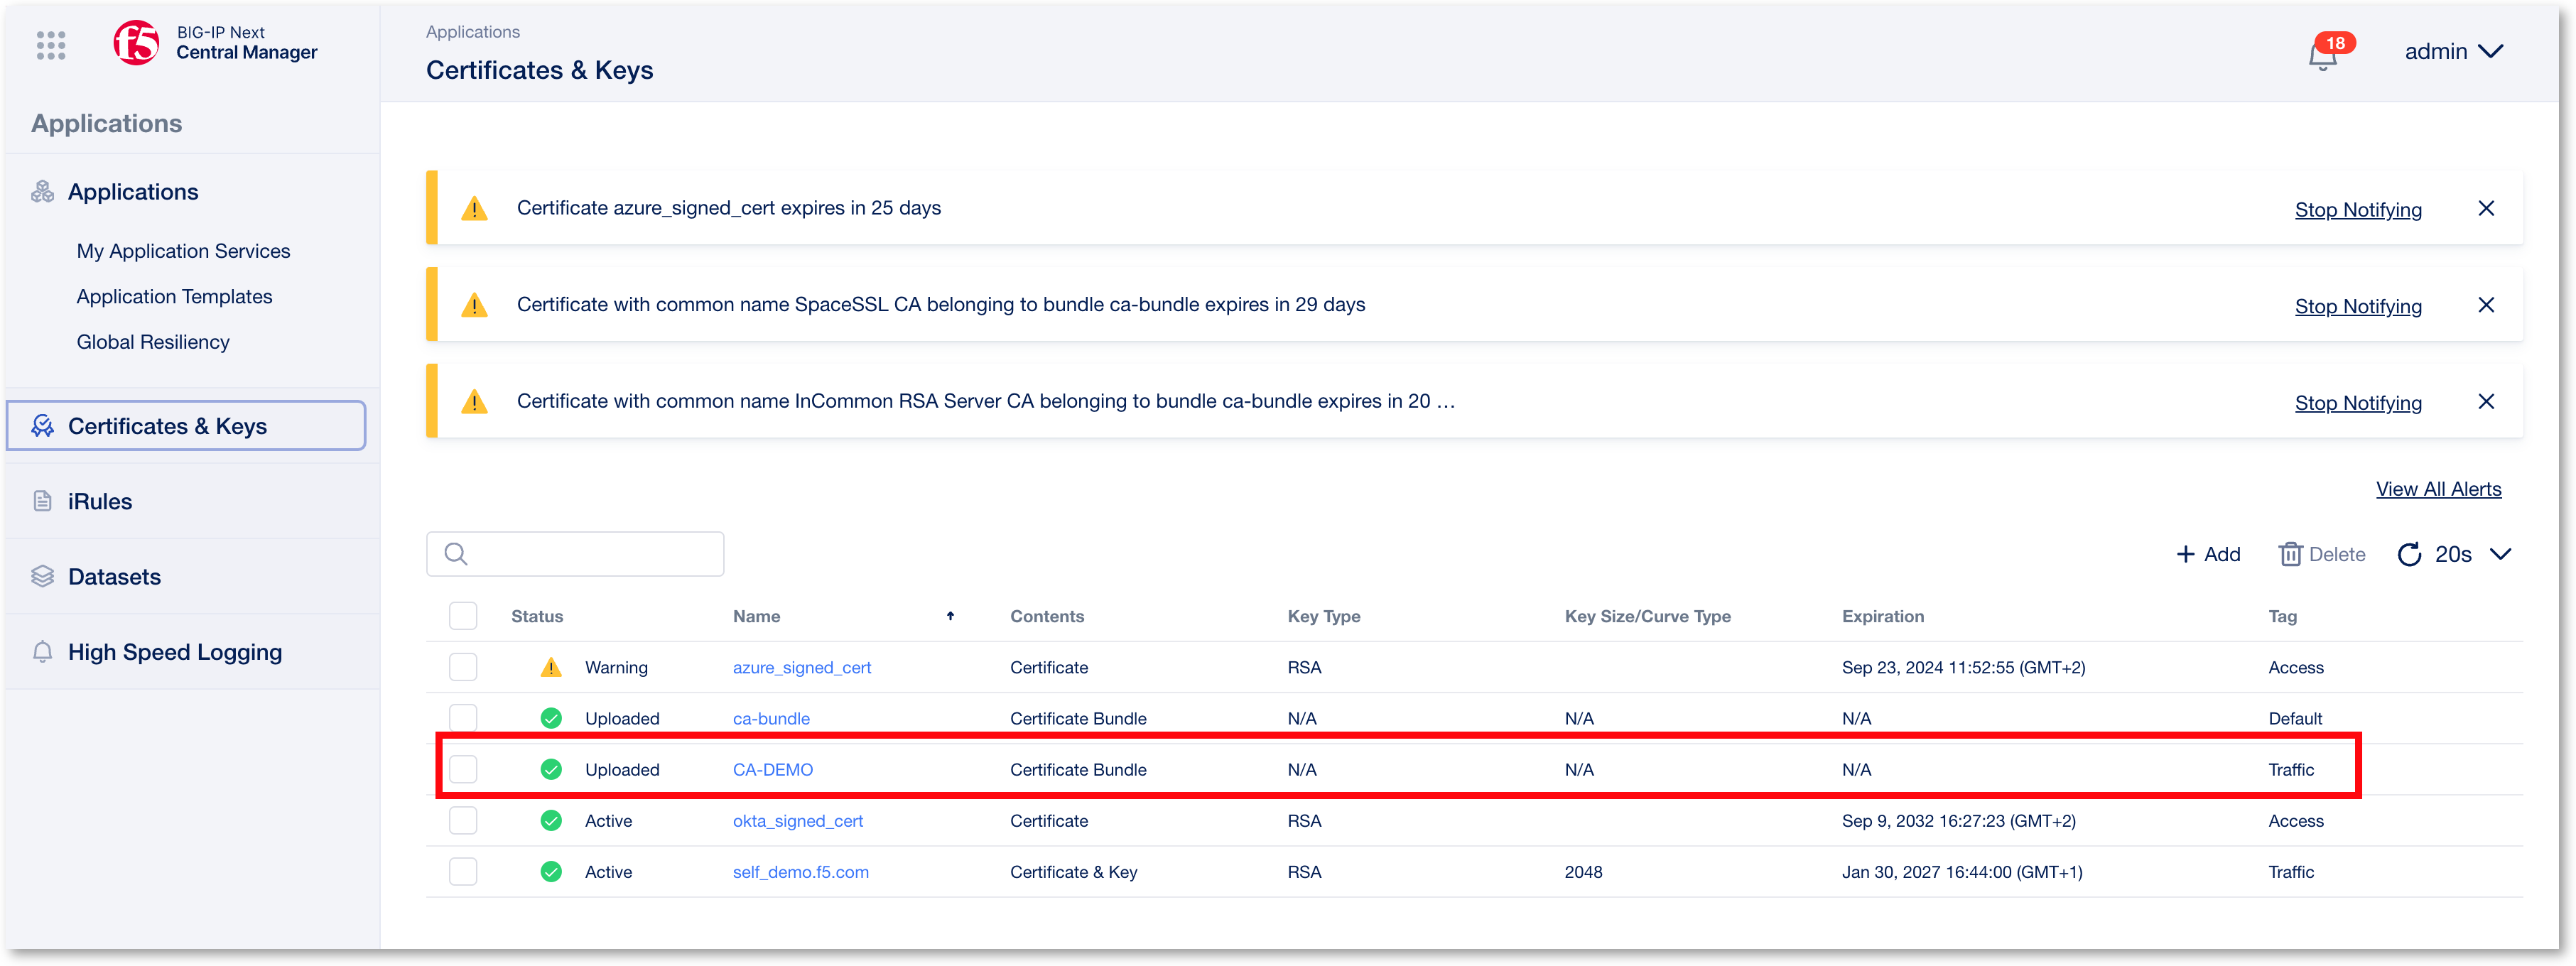 f5
BIG-IP Next
Central Manager
Applications
Applications
My Application Services
Application Templates
Global Resiliency
Certificates & Keys
iRules
Datasets
High Speed Logging
Applications
Certificates & Keys
18
admin
Certificate azure_signed_cert expires in 25 days
Stop Notifying
Certificate with common name SpaceSSL CA belonging to bundle ca-bundle expires in 29 days
Stop Notifying
Certificate with common name InCommon RSA Server CA belonging to bundle ca-bundle expires in 20 ...
Stop Notifying
View All Alerts
Add Delete 20s
Status Name Contents Key Type Key Size/Curve Type Expiration Tag
Warning azure_signed_cert Certificate RSA Sep 23, 2024 11:52:55 (GMT+2) Access
Uploaded ca-bundle Certificate Bundle N/A N/A N/A Default
Uploaded CA-DEMO Certificate Bundle N/A N/A N/A Traffic
Active okta_signed_cert Certificate RSA Sep 9, 2032 16:27:23 (GMT+2) Access
Active self_demo.f5.com Certificate & Key RSA 2048 Jan 30, 2027 16:44:00 (GMT+1) Traffic